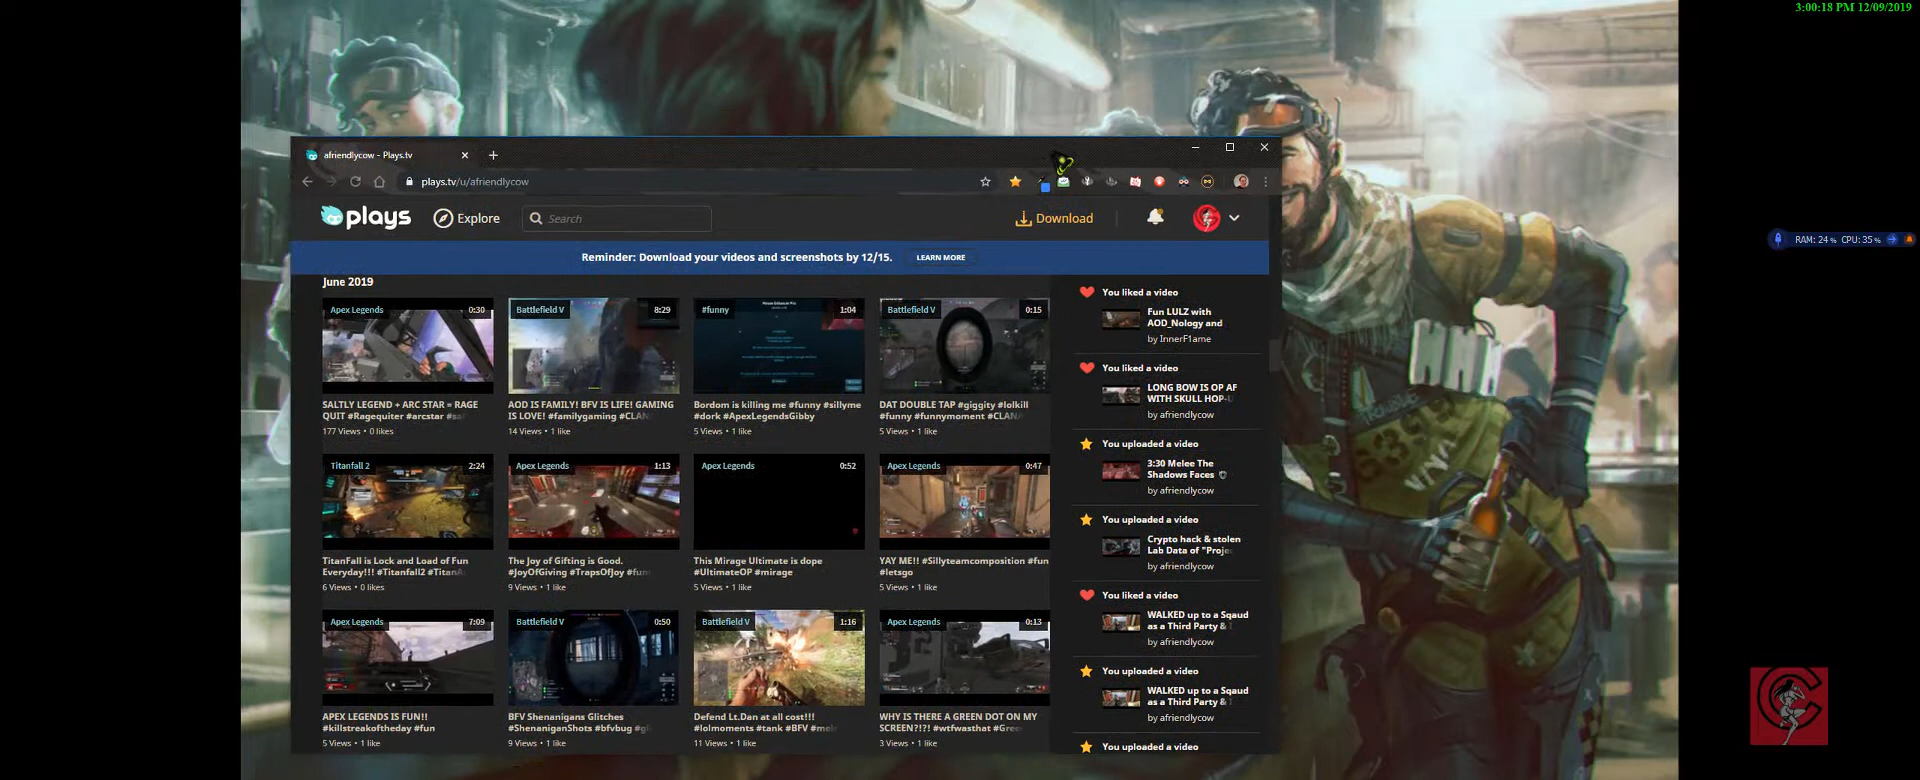 3:00:18 PM 12/09/2019
afriendlycow - Plays.tv
plays.tv/u/afriendlycow
plays
Explore
Search
Download
Reminder: Download your videos and screenshots by 12/15.
LEARN MORE
RAM: 24 % CPU: 35 %
June 2019
Apex Legends 0:30
SALTLY LEGEND + ARC STAR = RAGE
QUIT #Ragequiter #arcstar
177 Views • 0 likes
Battlefield V 8:29
AOD IS FAMILY! BFV IS LIFE! GAMING
IS LOVE! #familygaming #CLAN
14 Views • 1 like
#funny 1:04
Bordom is killing me #funny #sillyme
#dork #ApexLegendsGibby
5 Views • 1 like
Battlefield V 0:15
DAT DOUBLE TAP #giggity #lolkill
#funny #funnymoment #CLAN
5 Views • 1 like
Titanfall 2 2:24
TitanFall is Lock and Load of Fun
Everyday!!! #Titanfall2
6 Views • 0 likes
Apex Legends 1:13
The Joy of Gifting is Good.
#JoyOfGiving #TrapsOfJoy
9 Views • 1 like
Apex Legends 0:52
This Mirage Ultimate is dope
#UltimateOP #mirage
5 Views • 1 like
Apex Legends 0:47
YAY ME!! #Sillyteamcomposition #fun
#letsgo
5 Views • 1 like
Apex Legends 7:09
APEX LEGENDS IS FUN!!
#killstreakoftheday #fun
5 Views • 1 like
Battlefield V 0:50
BFV Shenanigans Glitches
#ShenaniganShots #bfvbug
9 Views • 1 like
Battlefield V 1:16
Defend Lt.Dan at all cost!!!
#lolmoments #tank #BFV
11 Views • 1 like
Apex Legends 0:13
WHY IS THERE A GREEN DOT ON MY
SCREEN?!?! #wtfwasthat
3 Views • 1 like
You liked a video
Fun LULZ with
AOD_Nology and
by InnerF1ame
You liked a video
LONG BOW IS OP AF
WITH SKULL HOP-U
by afriendlycow
You uploaded a video
3:30 Melee The
Shadows Faces
by afriendlycow
You uploaded a video
Crypto hack & stolen
Lab Data of "Proje
by afriendlycow
You liked a video
WALKED up to a Sqaud
as a Third Party &
by afriendlycow
You uploaded a video
WALKED up to a Sqaud
as a Third Party &
by afriendlycow
You uploaded a video